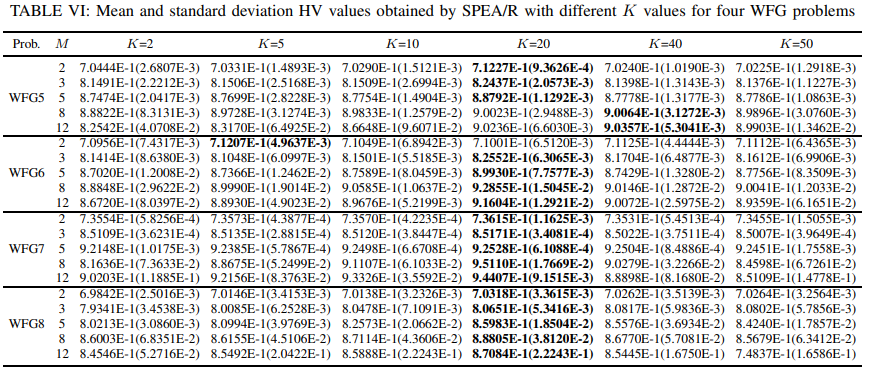 TABLE VI: Mean and standard deviation HV values obtained by SPEA/R with different K values for four WFG problems
Prob. M K=2 K=5 K=10 K=20 K=40 K=50
2 7.0444E-1(2.6807E-3) 7.0331E-1(1.4893E-3) 7.0290E-1(1.5121E-3) 7.1227E-1(9.3626E-4) 7.0240E-1(1.0190E-3) 7.0225E-1(1.2918E-3)
3 8.1491E-1(2.2212E-3) 8.1506E-1(2.5168E-3) 8.1509E-1(2.6994E-3) 8.2437E-1(2.0573E-3) 8.1398E-1(1.3143E-3) 8.1376E-1(1.1227E-3)
WFG5 5 8.7474E-1(2.0417E-3) 8.7699E-1(2.8228E-3) 8.7754E-1(1.4904E-3) 8.8792E-1(1.1292E-3) 8.7778E-1(1.3177E-3) 8.7786E-1(1.0863E-3)
8 8.8822E-1(8.3131E-3) 8.9728E-1(3.1274E-3) 8.9833E-1(1.2579E-2) 9.0023E-1(2.9488E-3) 9.0064E-1(3.1272E-3) 8.9896E-1(3.0760E-3)
12 8.2542E-1(4.0708E-2) 8.3170E-1(6.4925E-2) 8.6648E-1(9.6071E-2) 9.0236E-1(6.6030E-3) 9.0357E-1(5.3041E-3) 8.9903E-1(1.3462E-2)
2 7.0956E-1(7.4317E-3) 7.1207E-1(4.9637E-3) 7.1049E-1(6.8942E-3) 7.1001E-1(6.5120E-3) 7.1125E-1(4.4444E-3) 7.1112E-1(6.4365E-3)
3 8.1414E-1(8.6380E-3) 8.1048E-1(6.0997E-3) 8.1501E-1(5.5185E-3) 8.2552E-1(6.3065E-3) 8.1704E-1(6.4877E-3) 8.1612E-1(6.9906E-3)
WFG6 5 8.7020E-1(1.2008E-2) 8.7366E-1(1.2462E-2) 8.7589E-1(8.0459E-3) 8.9930E-1(7.7577E-3) 8.7429E-1(1.3280E-2) 8.7756E-1(8.3509E-3)
8 8.8848E-1(2.9622E-2) 8.9990E-1(1.9014E-2) 9.0585E-1(1.0637E-2) 9.2855E-1(1.5045E-2) 9.0146E-1(1.2872E-2) 9.0041E-1(1.2033E-2)
12 8.6720E-1(8.0397E-2) 8.8930E-1(4.9023E-2) 8.9676E-1(5.2199E-3) 9.1604E-1(1.2921E-2) 9.0072E-1(2.5975E-2) 8.9359E-1(6.1651E-2)
2 7.3554E-1(5.8256E-4) 7.3573E-1(4.3877E-4) 7.3570E-1(4.2235E-4) 7.3615E-1(1.1625E-3) 7.3531E-1(5.4513E-4) 7.3455E-1(1.5055E-3)
3 8.5109E-1(3.6231E-4) 8.5135E-1(2.8815E-4) 8.5120E-1(3.8447E-4) 8.5171E-1(3.4081E-4) 8.5022E-1(3.7511E-4) 8.5007E-1(3.9649E-4)
WFG7 5 9.2148E-1(1.0175E-3) 9.2385E-1(5.7867E-4) 9.2498E-1(6.6708E-4) 9.2528E-1(6.1088E-4) 9.2504E-1(8.4886E-4) 9.2451E-1(1.7558E-3)
8 8.1636E-1(7.3633E-2) 8.8675E-1(5.2499E-2) 9.1107E-1(6.1033E-2) 9.5110E-1(1.7669E-2) 9.0279E-1(3.2266E-2) 8.4598E-1(6.7261E-2)
12 9.0203E-1(1.1885E-1) 9.2156E-1(8.3763E-2) 9.3326E-1(3.5592E-2) 9.4407E-1(9.1515E-3) 8.8898E-1(8.1680E-2) 8.5109E-1(1.4778E-1)
2 6.9842E-1(2.5016E-3) 7.0146E-1(3.4153E-3) 7.0138E-1(3.2326E-3) 7.0318E-1(3.3615E-3) 7.0262E-1(3.5139E-3) 7.0264E-1(3.2564E-3)
3 7.9341E-1(3.4538E-3) 8.0085E-1(6.2528E-3) 8.0478E-1(7.1091E-3) 8.0651E-1(5.3416E-3) 8.0817E-1(5.9836E-3) 8.0802E-1(5.7856E-3)
WFG8 5 8.0213E-1(3.0860E-3) 8.0994E-1(3.9769E-3) 8.2573E-1(2.0662E-2) 8.5983E-1(1.8504E-2) 8.5576E-1(3.6934E-2) 8.4240E-1(1.7857E-2)
8 8.6003E-1(6.8351E-2) 8.6155E-1(4.5106E-2) 8.7114E-1(4.3606E-2) 8.8805E-1(3.8120E-2) 8.6770E-1(5.7081E-2) 8.5679E-1(6.3412E-2)
12 8.4546E-1(5.2716E-2) 8.5492E-1(2.0422E-1) 8.5888E-1(2.2243E-1) 8.7084E-1(2.2243E-1) 8.5445E-1(1.6750E-1) 7.4837E-1(1.6586E-1)